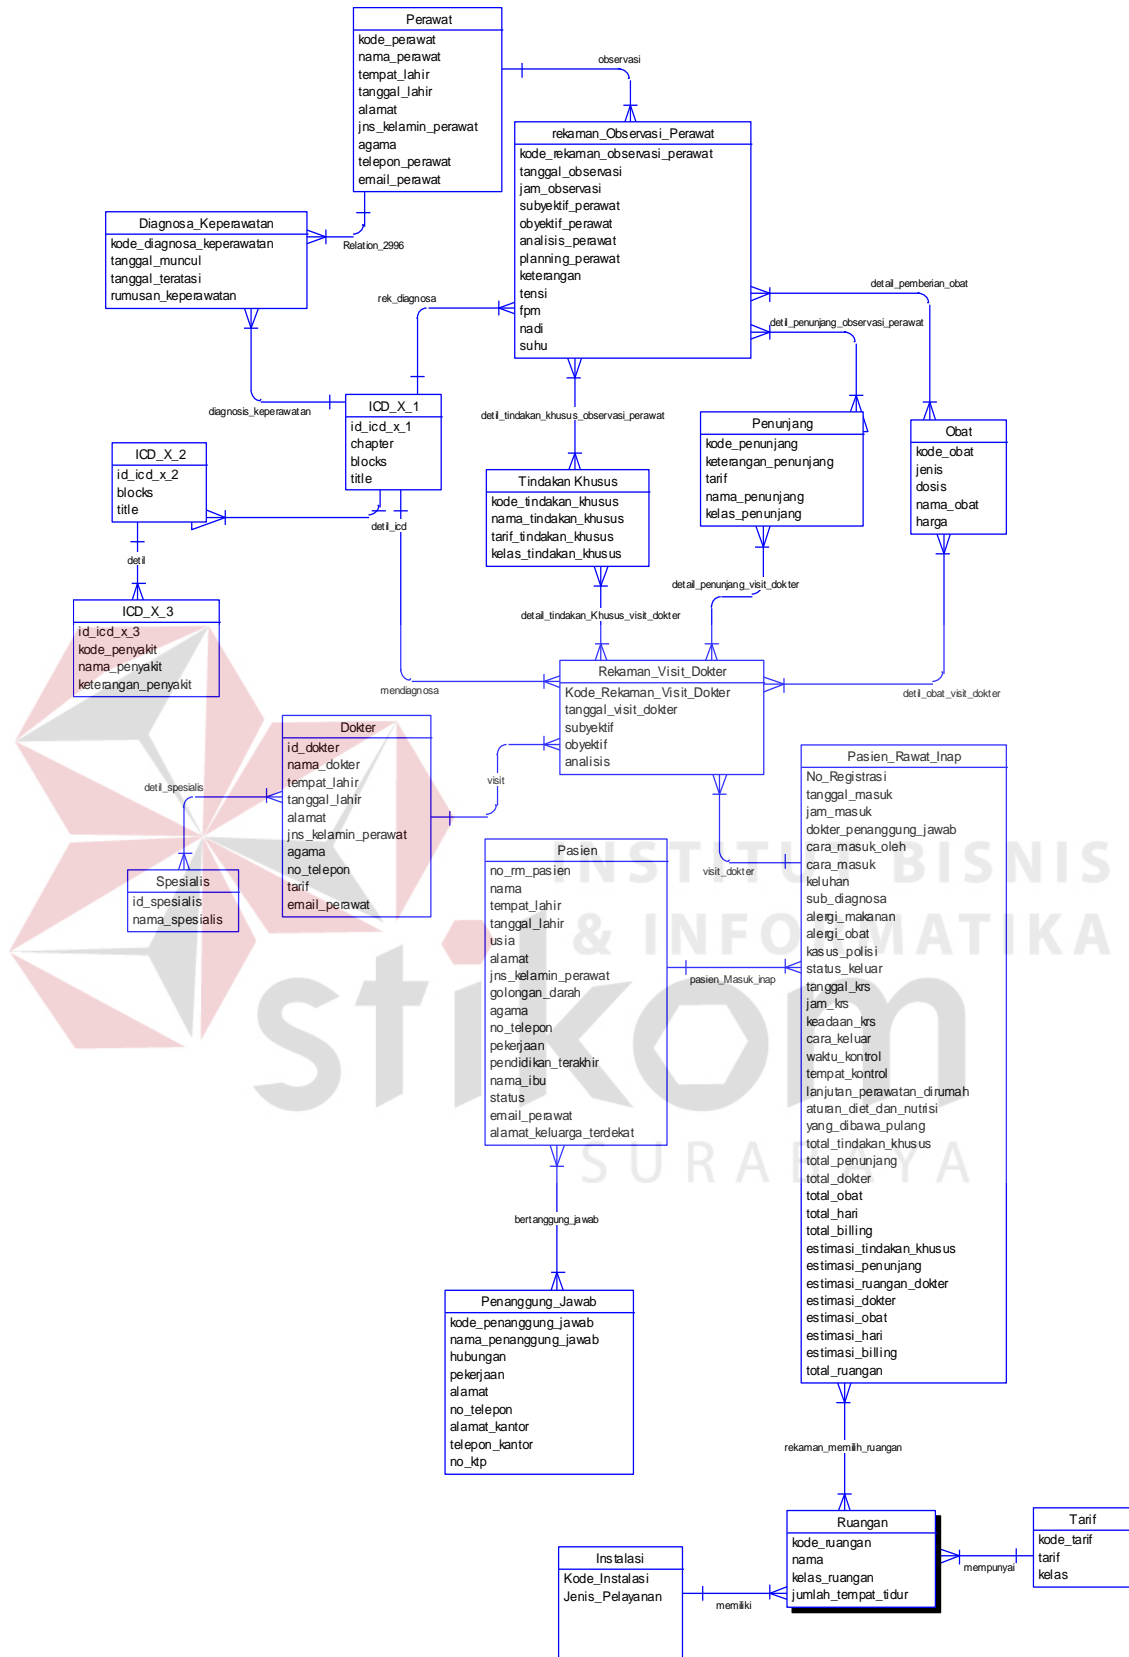 Perawat
kode_perawat
nama_perawat
tempat_lahir
tanggal_lahir
alamat
jns_kelamin_perawat
agama
telepon_perawat
email_perawat
observasi
rekaman_Observasi_Perawat
kode_rekaman_observasi_perawat
tanggal_observasi
jam_observasi
subyektif_perawat
obyektif_perawat
analisis_perawat
planning_perawat
keterangan
tensi
fpm
nadi
suhu
Diagnosa_Keperawatan
kode_diagnosa_keperawatan
tanggal_muncul
tanggal_teratasi
rumusan_keperawatan
Relation_2996
rek_diagnosa
detail_pemberian_obat
detil_penunjang_observasi_perawat
diagnosis_keperawatan
detil_tindakan_khusus_observasi_perawat
ICD_X_1
id_icd_x_1
chapter
blocks
title
ICD_X_2
id_icd_x_2
blocks
title
detil_icd
detil
ICD_X_3
id_icd_x_3
kode_penyakit
nama_penyakit
keterangan_penyakit
Tindakan Khusus
kode_tindakan_khusus
nama_tindakan_khusus
tarif_tindakan_khusus
kelas_tindakan_khusus
Penunjang
kode_penunjang
keterangan_penunjang
tarif
nama_penunjang
kelas_penunjang
Obat
kode_obat
jenis
dosis
nama_obat
harga
detail_penunjang_visit_dokter
detail_tindakan_Khusus_visit_dokter
mendiagnosa
detil_obat_visit_dokter
Rekaman_Visit_Dokter
Kode_Rekaman_Visit_Dokter
tanggal_visit_dokter
subyektif
obyektif
analisis
Dokter
id_dokter
nama_dokter
tempat_lahir
tanggal_lahir
alamat
jns_kelamin_perawat
agama
no_telepon
tarif
email_perawat
visit
detil_spesialis
Spesialis
id_spesialis
nama_spesialis
visit_dokter
Pasien
no_rm_pasien
nama
tempat_lahir
tanggal_lahir
usia
alamat
jns_kelamin_perawat
golongan_darah
agama
no_telepon
pekerjaan
pendidikan_terakhir
nama_ibu
status
email_perawat
alamat_keluarga_terdekat
pasien_Masuk_inap
Pasien_Rawat_Inap
No_Registrasi
tanggal_masuk
jam_masuk
dokter_penanggung_jawab
cara_masuk_oleh
cara_masuk
keluhan
sub_diagnosa
alergi_makanan
alergi_obat
kasus_polisi
status_keluar
tanggal_krs
jam_krs
keadaan_krs
cara_keluar
waktu_kontrol
tempat_kontrol
lanjutan_perawatan_dirumah
aturan_diet_dan_nutrisi
yang_dibawa_pulang
total_tindakan_khusus
total_penunjang
total_dokter
total_obat
total_hari
total_billing
estimasi_tindakan_khusus
estimasi_penunjang
estimasi_ruangan_dokter
estimasi_dokter
estimasi_obat
estimasi_hari
estimasi_billing
total_ruangan
INSTITUT BISNIS
& INFORMATIKA
stikom
SURABAYA
bertanggung_jawab
Penanggung_Jawab
kode_penanggung_jawab
nama_penanggung_jawab
hubungan
pekerjaan
alamat
no_telepon
alamat_kantor
telepon_kantor
no_ktp
rekaman_memilih_ruangan
Ruangan
kode_ruangan
nama
kelas_ruangan
jumlah_tempat_tidur
mempunyai
Tarif
kode_tarif
tarif
kelas
Instalasi
Kode_Instalasi
Jenis_Pelayanan
memiliki